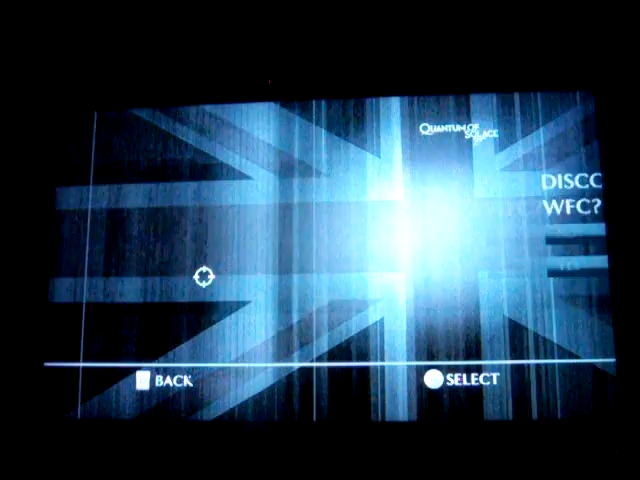 QUANTUM OF
SOLACE
DISCC
WFC?
BACK
SELECT